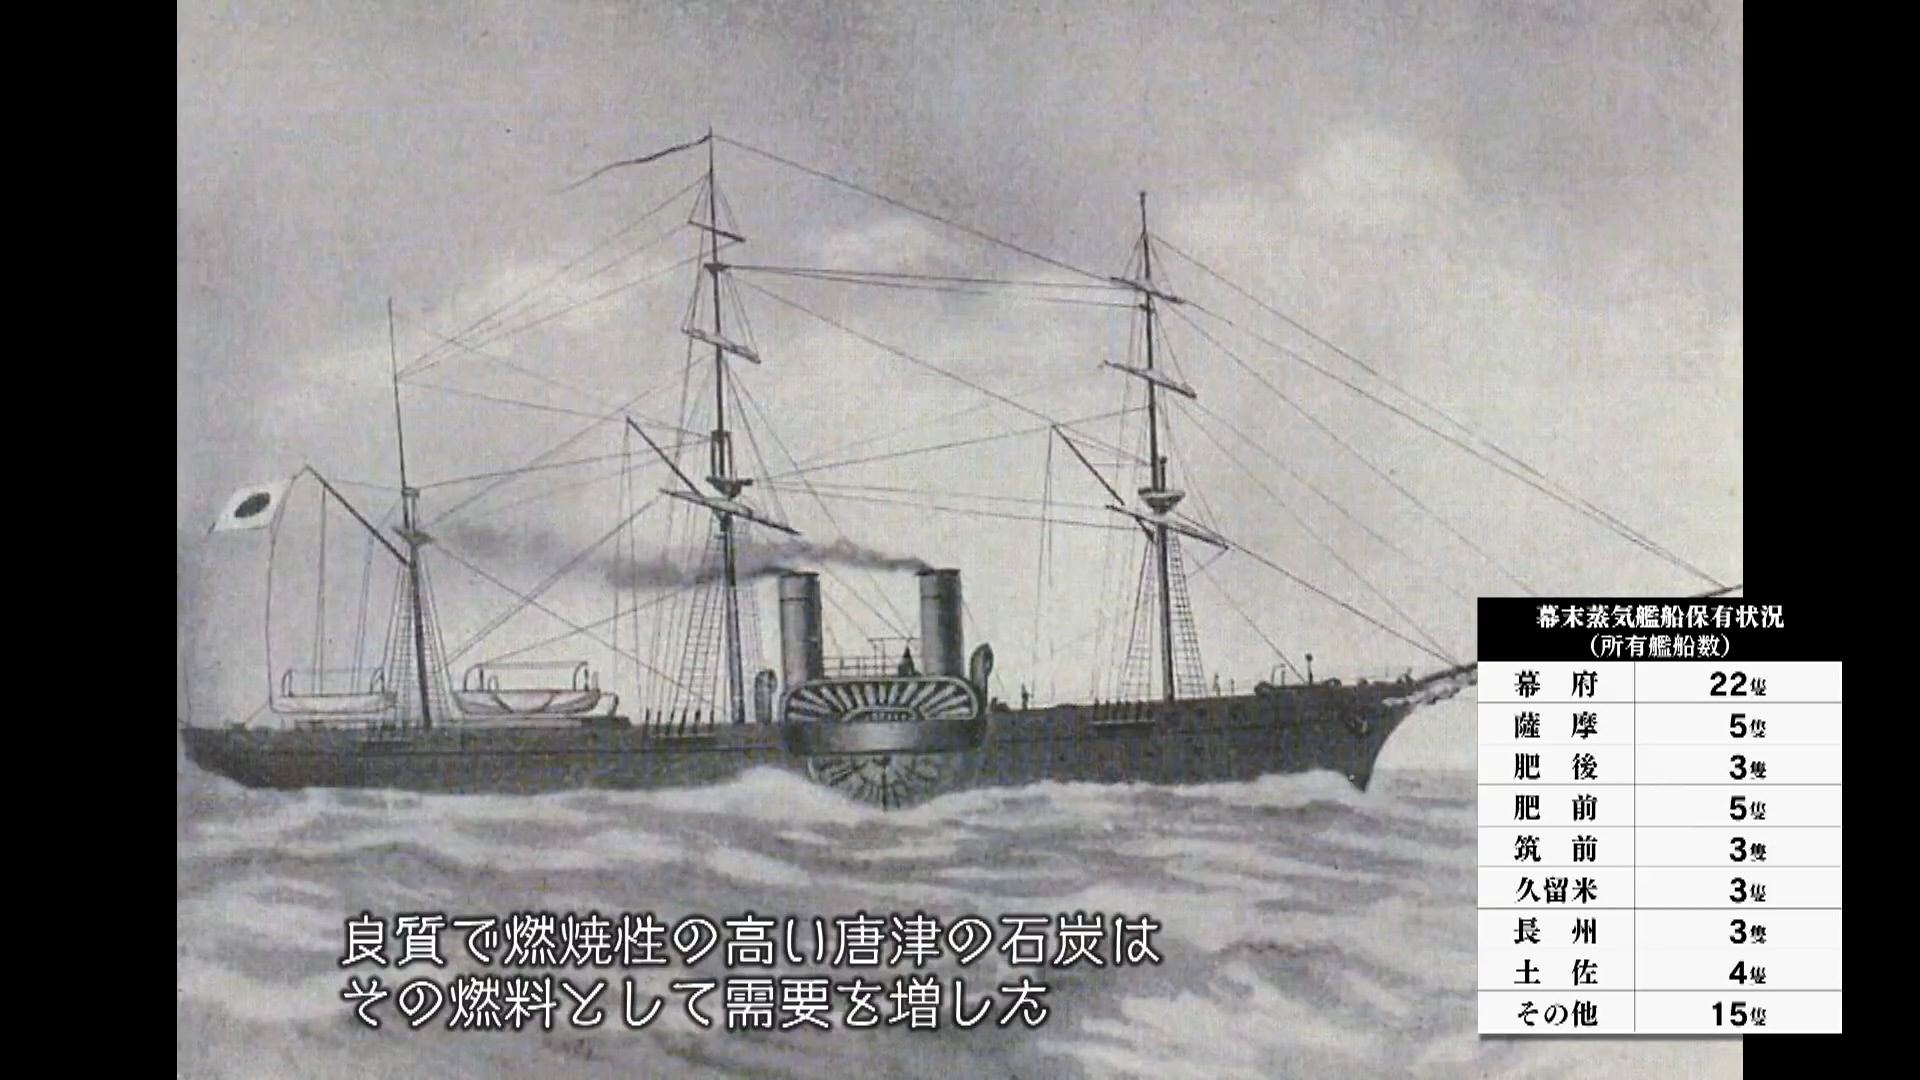 良質で燃焼性の高い唐津の石炭は
その燃料として需要を増した
幕末蒸気艦船保有状況
(所有艦船数)
幕府 22隻
薩摩 5隻
肥後 3隻
肥前 5隻
筑前 3隻
久留米 3隻
長州 3隻
土佐 4隻
その他 15隻